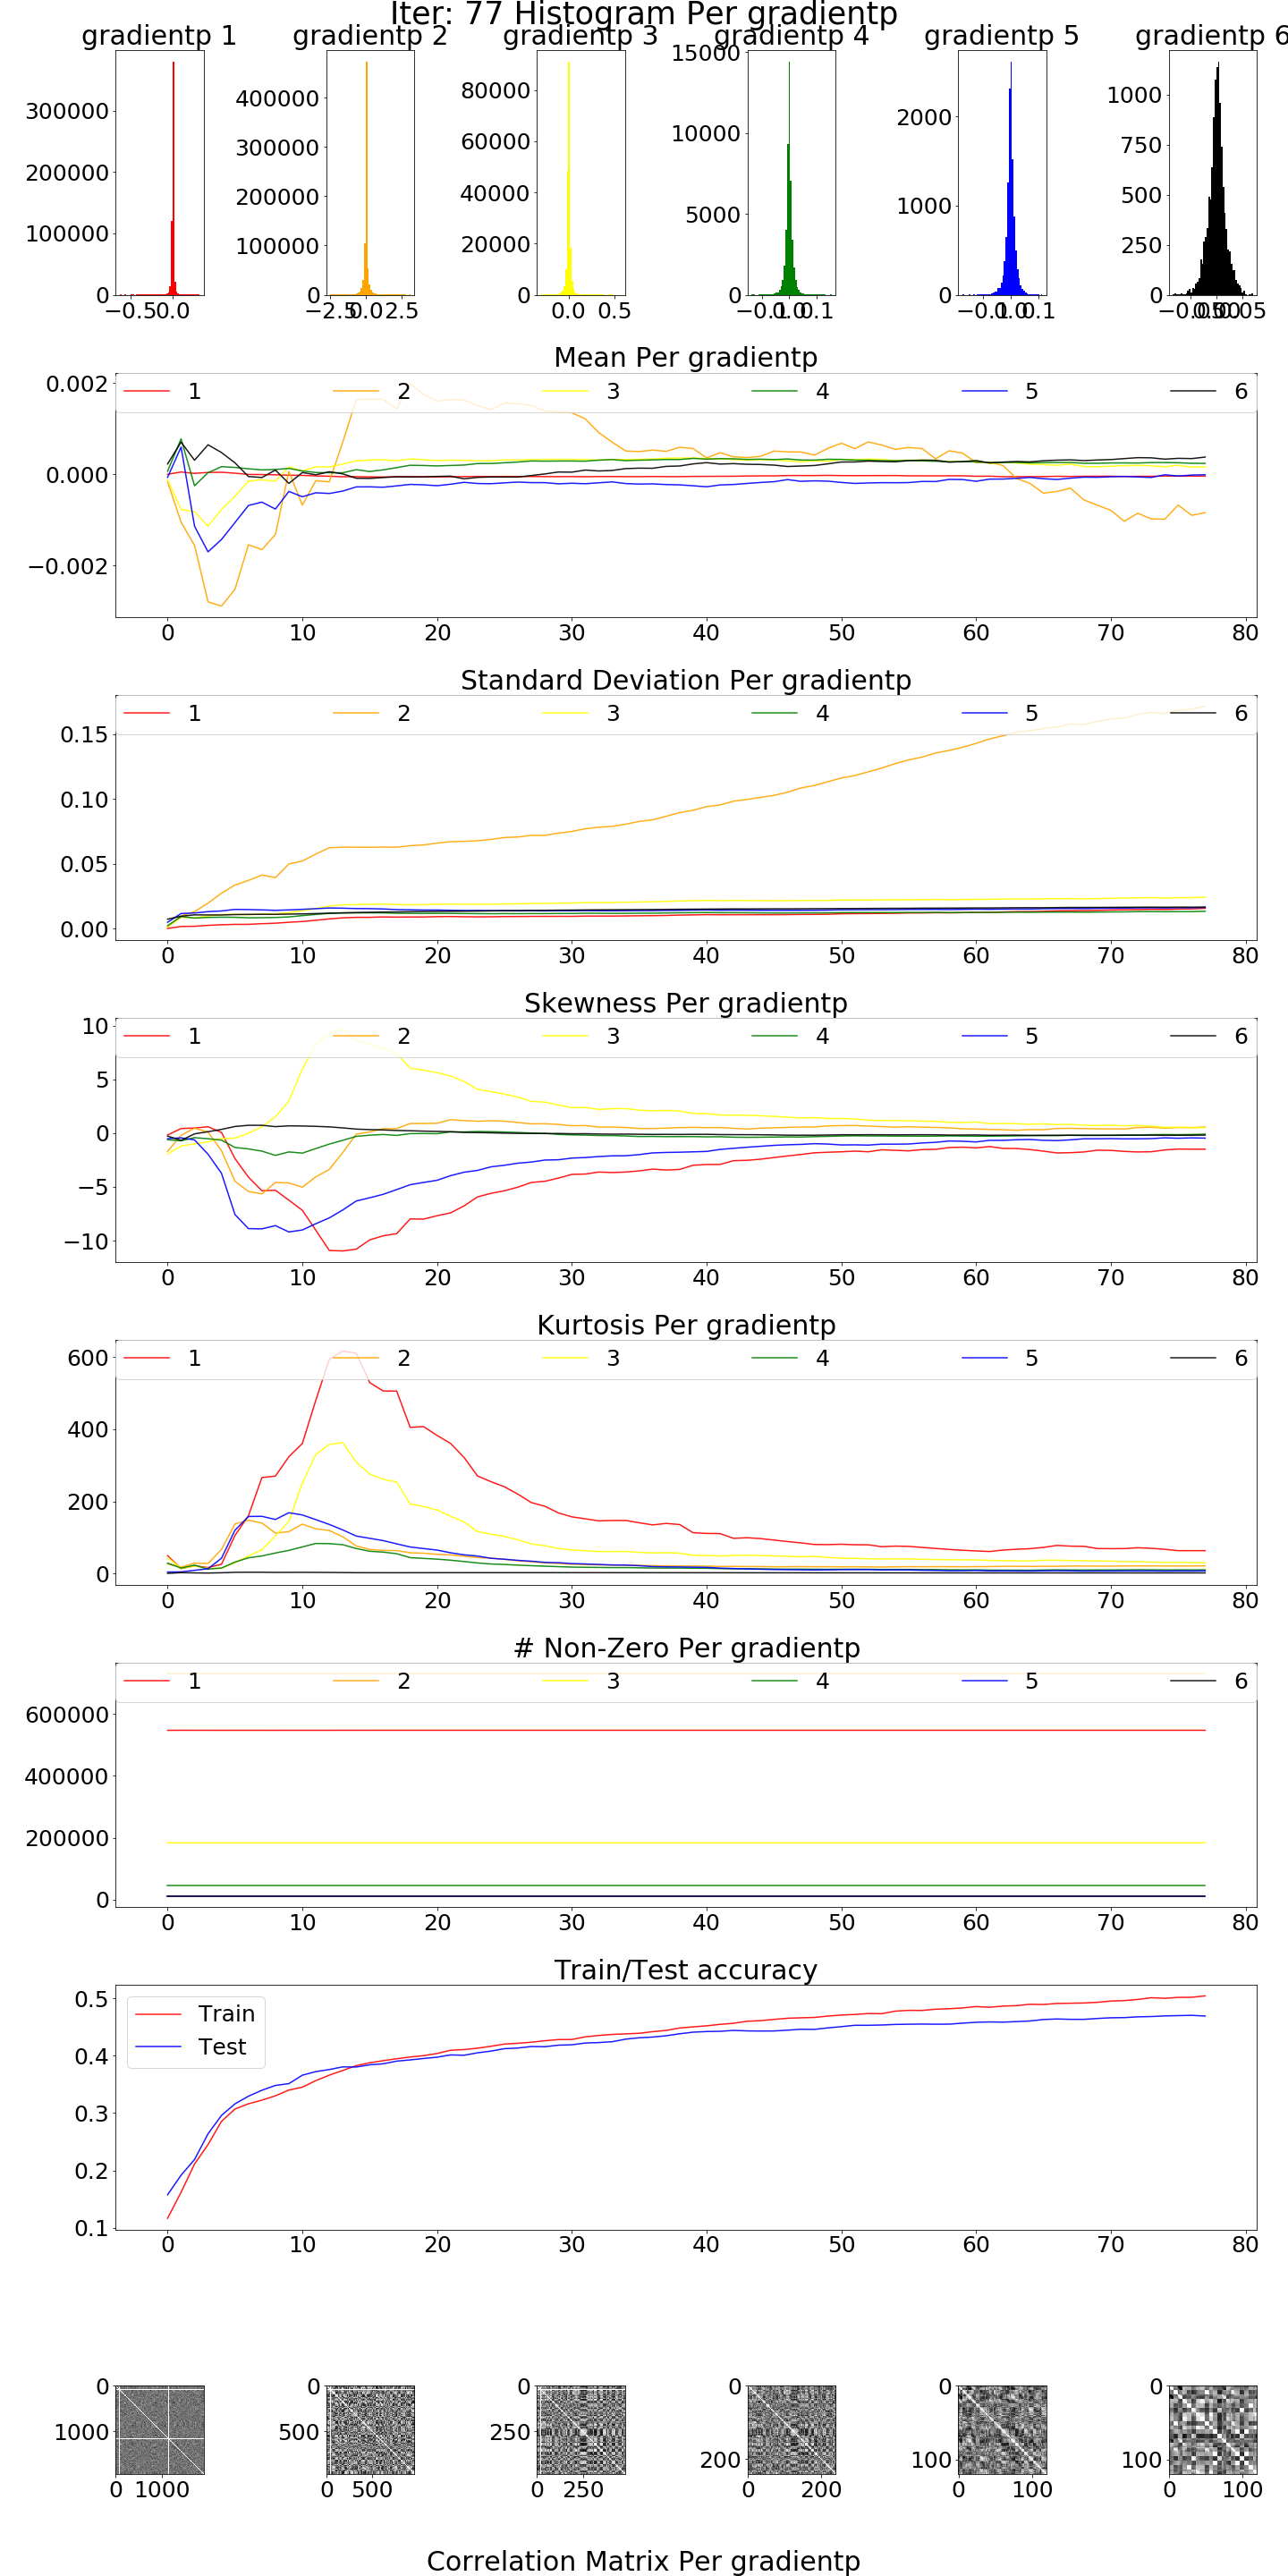 Iter: 77 Histogram Per gradientp
gradientp 1 gradientp 2 gradientp 3 gradientp 4 gradientp 5 gradientp 6
300000 200000 100000 0
−0.5 0.0
400000 300000 200000 100000 0
−2.5 0.0 2.5
80000 60000 40000 20000 0
0.0 0.5
15000 10000 5000 0
−0.1 0.0 0.1
2000 1000 0
−0.1 0.0 0.1
1000 750 500 250 0
−0.05 0.00 0.05
Mean Per gradientp
1 2 3 4 5 6
0.002
0.000
−0.002
0 10 20 30 40 50 60 70 80
Standard Deviation Per gradientp
1 2 3 4 5 6
0.15
0.10
0.05
0.00
0 10 20 30 40 50 60 70 80
Skewness Per gradientp
10
1 2 3 4 5 6
5
0
−5
−10
0 10 20 30 40 50 60 70 80
Kurtosis Per gradientp
600 1 2 3 4 5 6
400
200
0
0 10 20 30 40 50 60 70 80
# Non-Zero Per gradientp
1 2 3 4 5 6
600000
400000
200000
0
0 10 20 30 40 50 60 70 80
Train/Test accuracy
0.5
Train
Test
0.4
0.3
0.2
0.1
0 10 20 30 40 50 60 70 80
0 0 0 0 0 0
1000 500 250 200 100 100
0 1000 0 500 0 250 0 200 0 100 0 100
Correlation Matrix Per gradientp